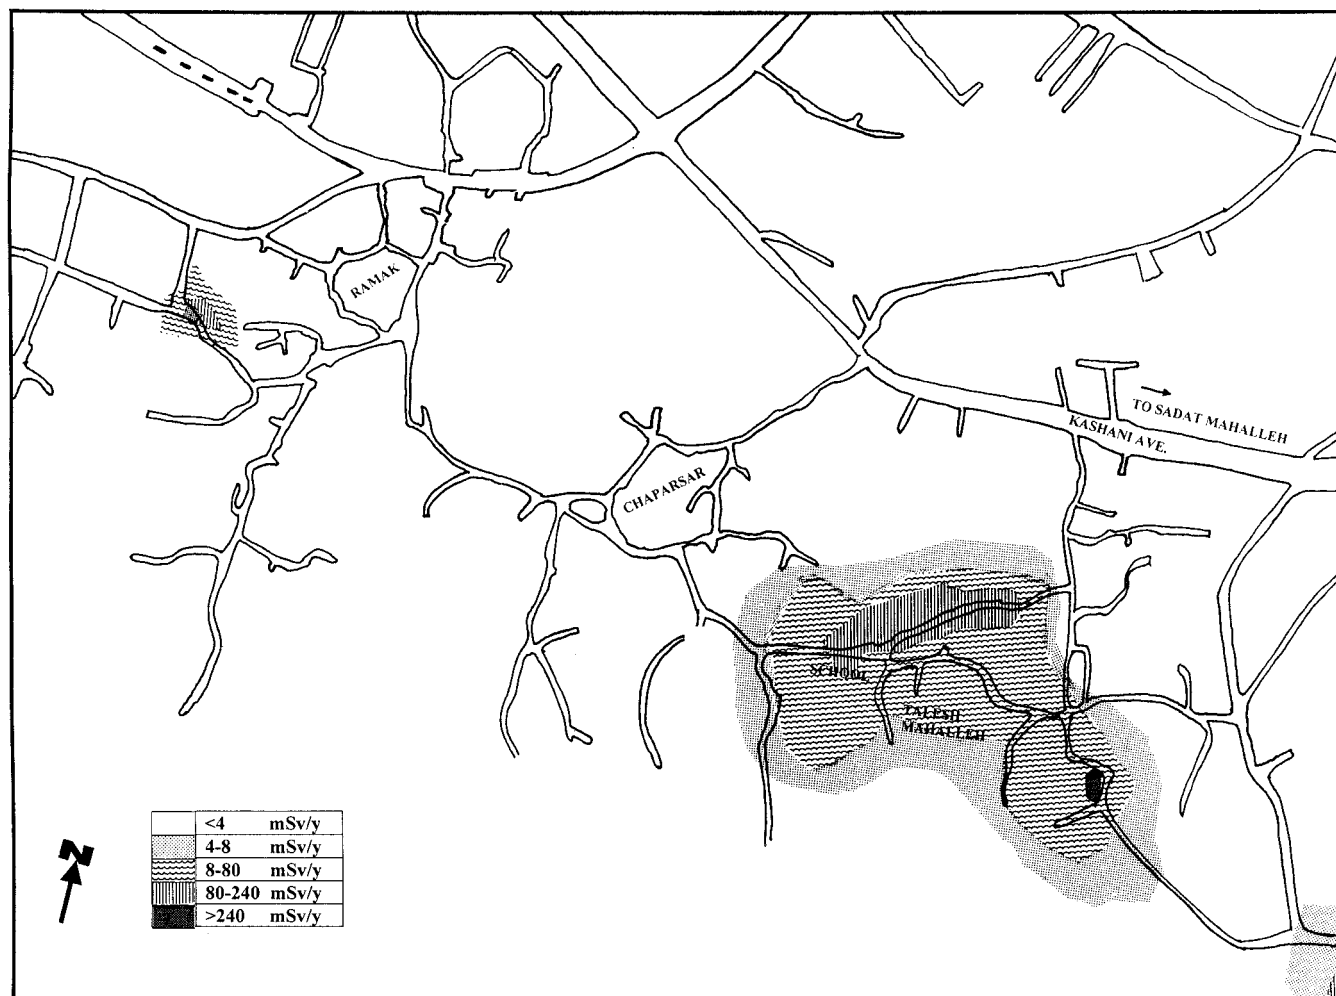 RAMAK
TO SADAT MAHALLEH
KASHANI AVE.
CHAPARSAR
SCHOOL
TALESH
MAHALLEH
<4 mSv/y
4-8 mSv/y
8-80 mSv/y
80-240 mSv/y
>240 mSv/y
N